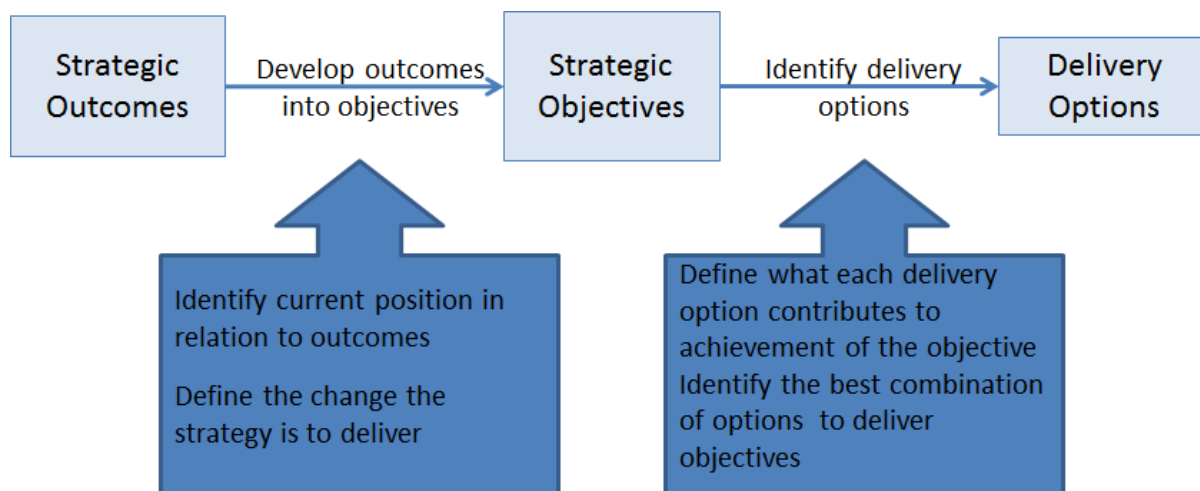 Strategic
Outcomes
Develop outcomes
into objectives
Strategic
Objectives
Identify delivery
options
Delivery
Options
Identify current position in
relation to outcomes
Define the change the
strategy is to deliver
Define what each delivery
option contributes to
achievement of the objective
Identify the best combination
of options to deliver
objectives